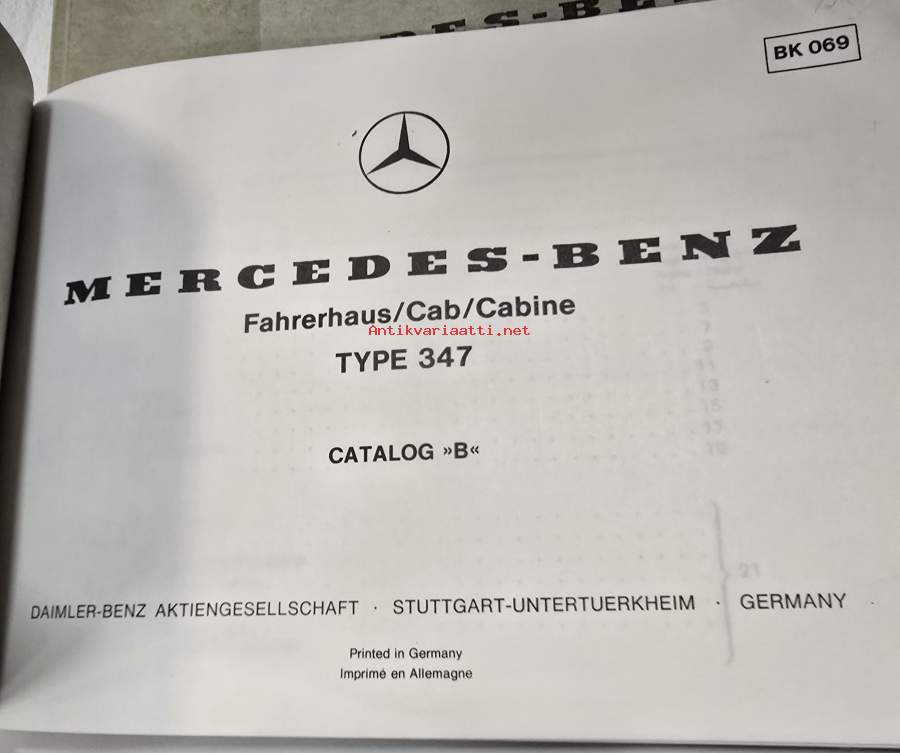 BK 069
MERCEDES-BENZ
Fahrerhaus/Cab/Cabine
Antikvariaatti.net
TYPE 347
CATALOG »B«
DAIMLER-BENZ AKTIENGESELLSCHAFT · STUTTGART-UNTERTUERKHEIM · GERMANY
Printed in Germany
Imprimé en Allemagne